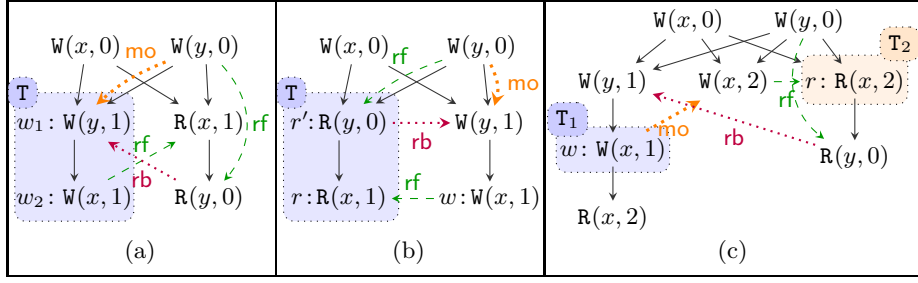 W(x, 0) W(y, 0)
mo
T
w₁: W(y, 1) R(x, 1)
rf
rf
rb
w₂: W(x, 1) R(y, 0)
(a)
W(x, 0) W(y, 0)
rf
mo
T
r′: R(y, 0) W(y, 1)
rb
rf
r: R(x, 1) w: W(x, 1)
(b)
W(x, 0) W(y, 0)
T₂
W(y, 1) W(x, 2) r: R(x, 2)
rf
T₁
mo
w: W(x, 1)
rb
R(y, 0)
R(x, 2)
(c)